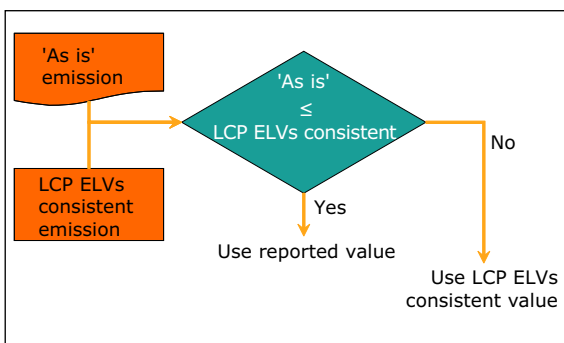 'As is'
emission
'As is'
≤
LCP ELVs consistent
No
LCP ELVs
consistent
emission
Yes
Use reported value
Use LCP ELVs
consistent value